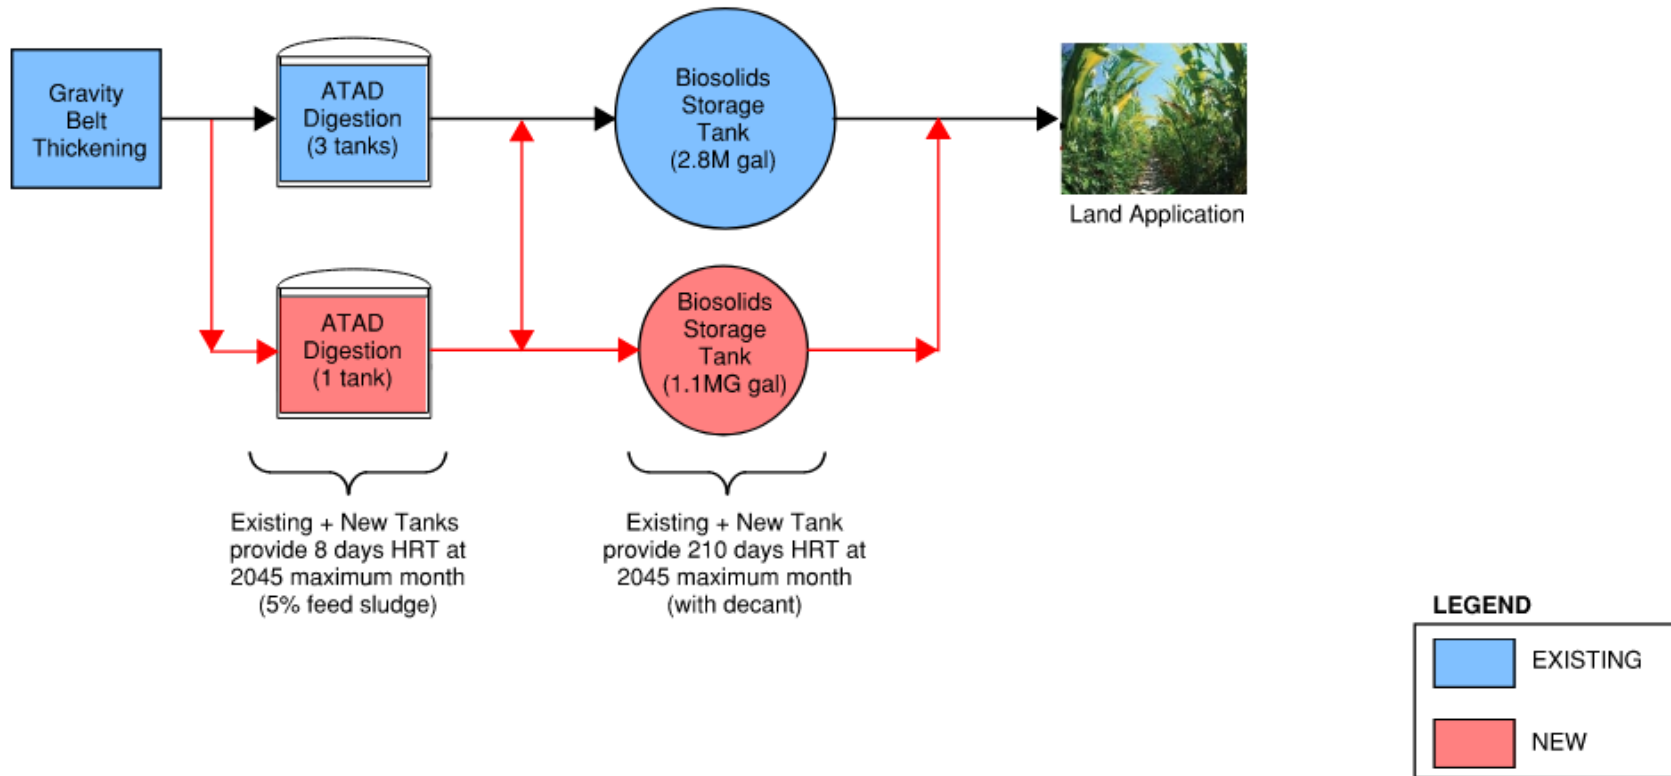 Gravity
Belt
Thickening
ATAD
Digestion
(3 tanks)
Biosolids
Storage
Tank
(2.8M gal)
Land Application
ATAD
Digestion
(1 tank)
Biosolids
Storage
Tank
(1.1MG gal)
Existing + New Tanks
provide 8 days HRT at
2045 maximum month
(5% feed sludge)
Existing + New Tank
provide 210 days HRT at
2045 maximum month
(with decant)
LEGEND
EXISTING
NEW